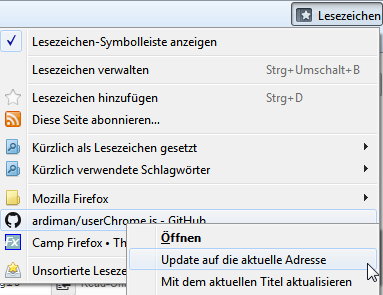 Lesezeichen
Lesezeichen-Symbolleiste anzeigen
Lesezeichen verwalten Strg+Umschalt+B
Lesezeichen hinzufügen Strg+D
Diese Seite abonnieren...
Kürzlich als Lesezeichen gesetzt
Kürzlich verwendete Schlagwörter
Mozilla Firefox
ardiman/userChrome.js - GitHub
Camp Firefox • Th
Öffnen
Update auf die aktuelle Adresse
Unsortierte Leseze
Mit dem aktuellen Titel aktualisieren